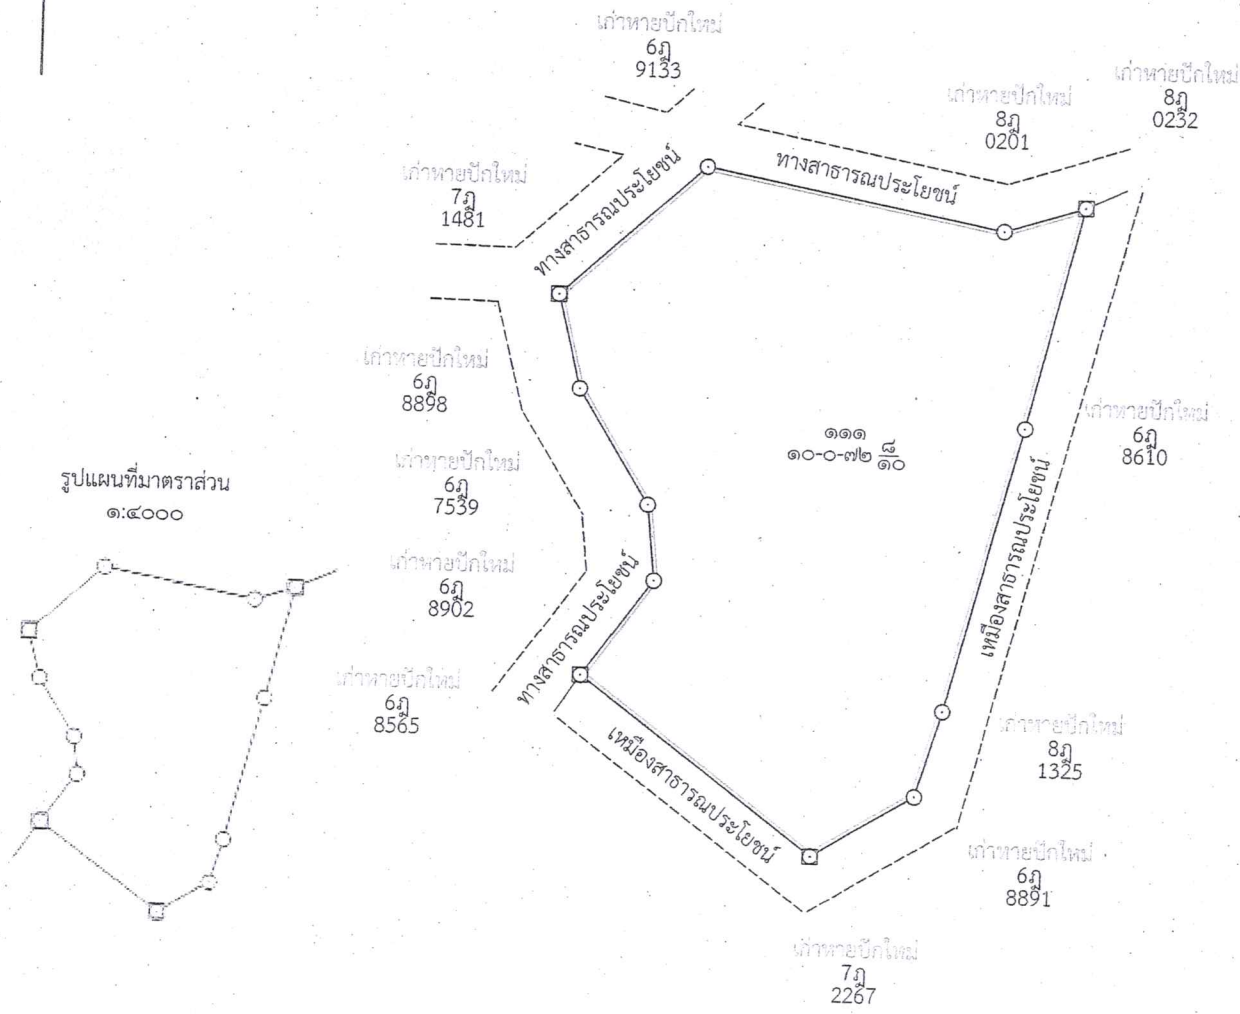 เก่าหายปักใหม่
6ฎ
9133
เก่าหายปักใหม่
8ฎ
0232
เก่าหายปักใหม่
8ฎ
0201
เก่าหายปักใหม่
7ฎ
1481
ทางสาธารณประโยชน์
ทางสาธารณประโยชน์
เก่าหายปักใหม่
6ฎ
8898
เก่าหายปักใหม่
6ฎ
8610
๑๑๑
๑๐-๐-๗๒ ๘/๑๐
เก่าหายปักใหม่
6ฎ
7539
รูปแผนที่มาตราส่วน
๑:๔๐๐๐
เก่าหายปักใหม่
6ฎ
8902
ทางสาธารณประโยชน์
เหมืองสาธารณประโยชน์
เก่าหายปักใหม่
6ฎ
8565
เหมืองสาธารณประโยชน์
เก่าหายปักใหม่
8ฎ
1325
เก่าหายปักใหม่
6ฎ
8891
เก่าหายปักใหม่
7ฎ
2267